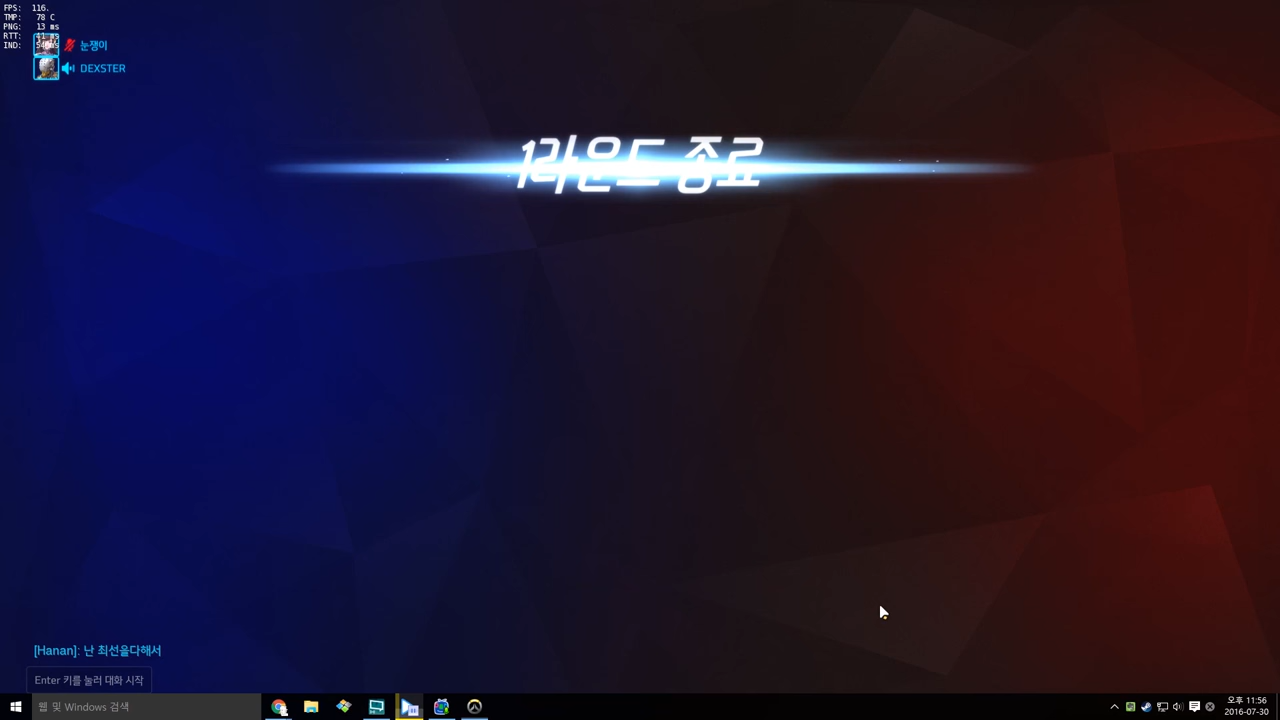 FPS: 116.
TMP: 78 C
PNG: 13 ms
RTT: 41 ms
IND:
눈쟁이
DEXSTER
1라운드 종료
[Hanan]: 난 최선을다해서
Enter 키를 눌러 대화 시작
웹 및 Windows 검색
오후 11:56
2016-07-30